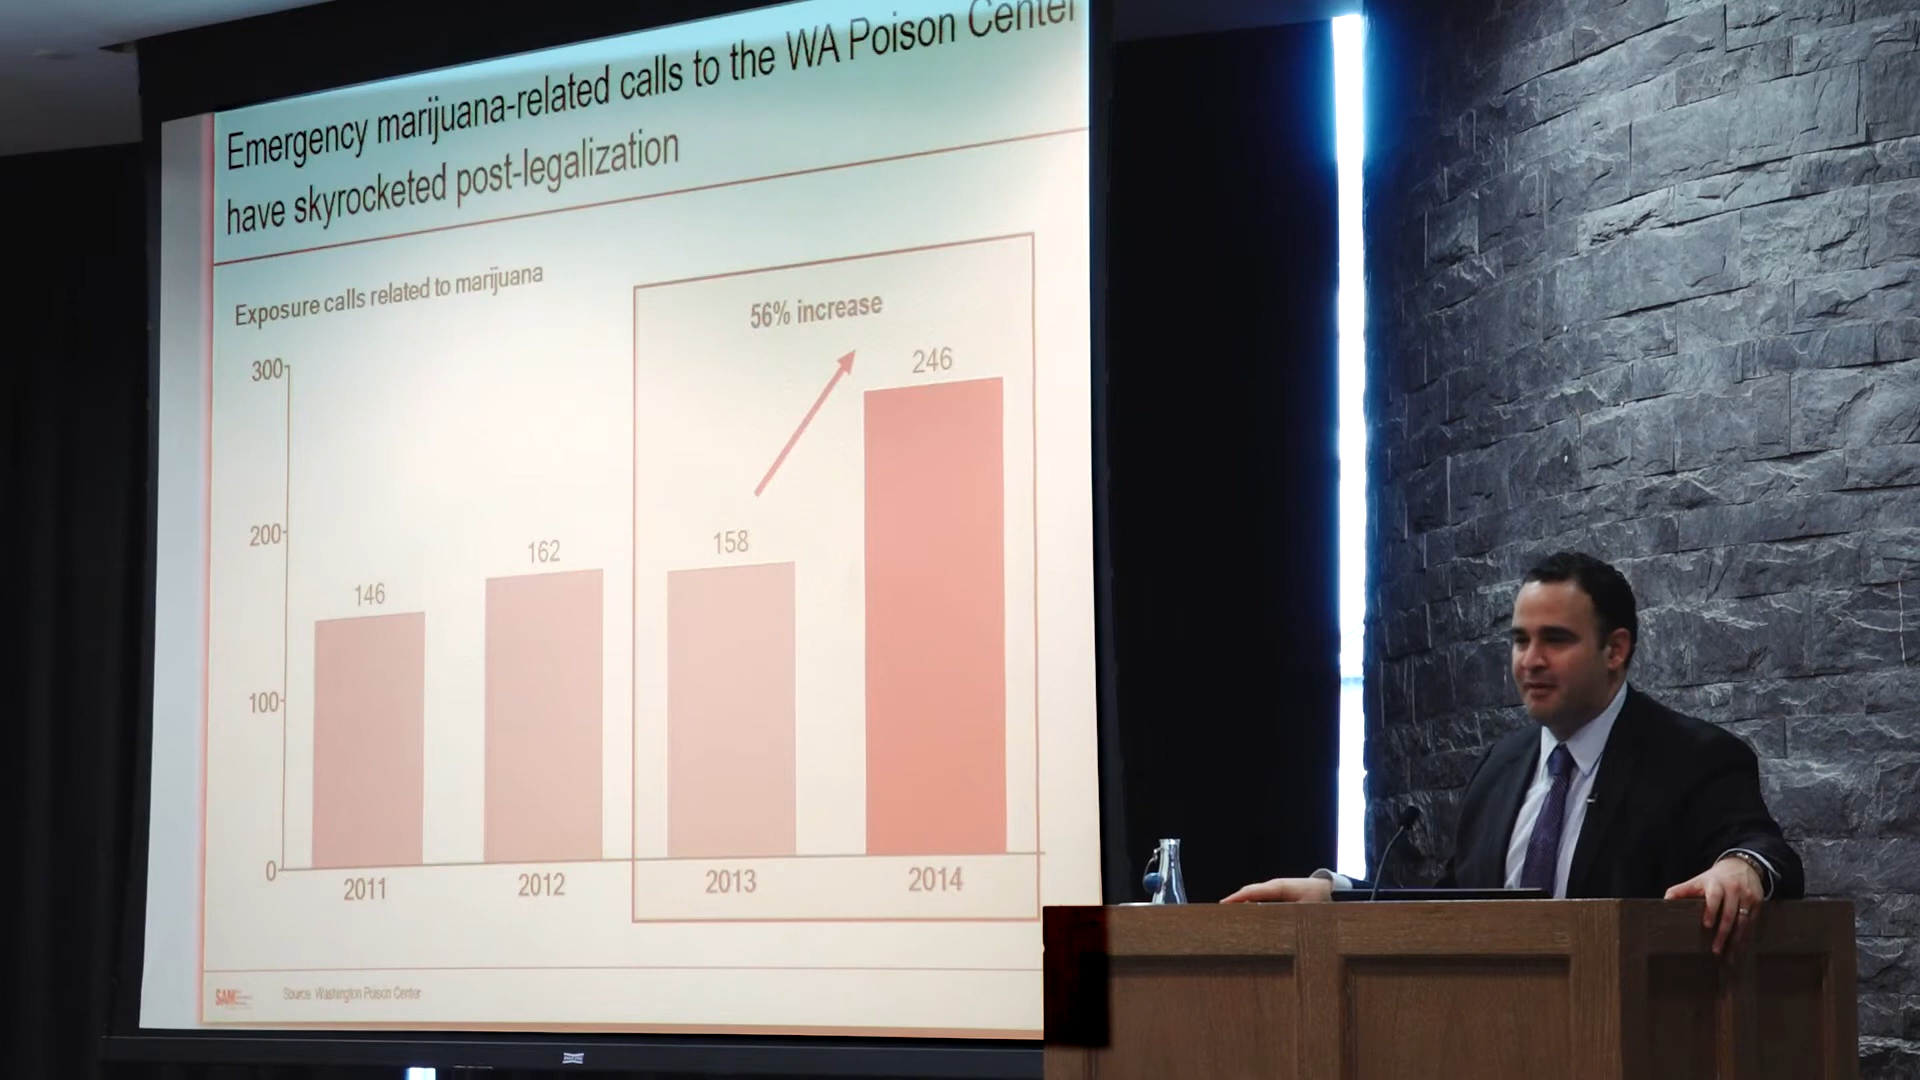 Emergency marijuana-related calls to the WA Poison Center
have skyrocketed post-legalization
Exposure calls related to marijuana
56% increase
300
200
100
0
146
162
158
246
2011
2012
2013
2014
SAM
Source: Washington Poison Center